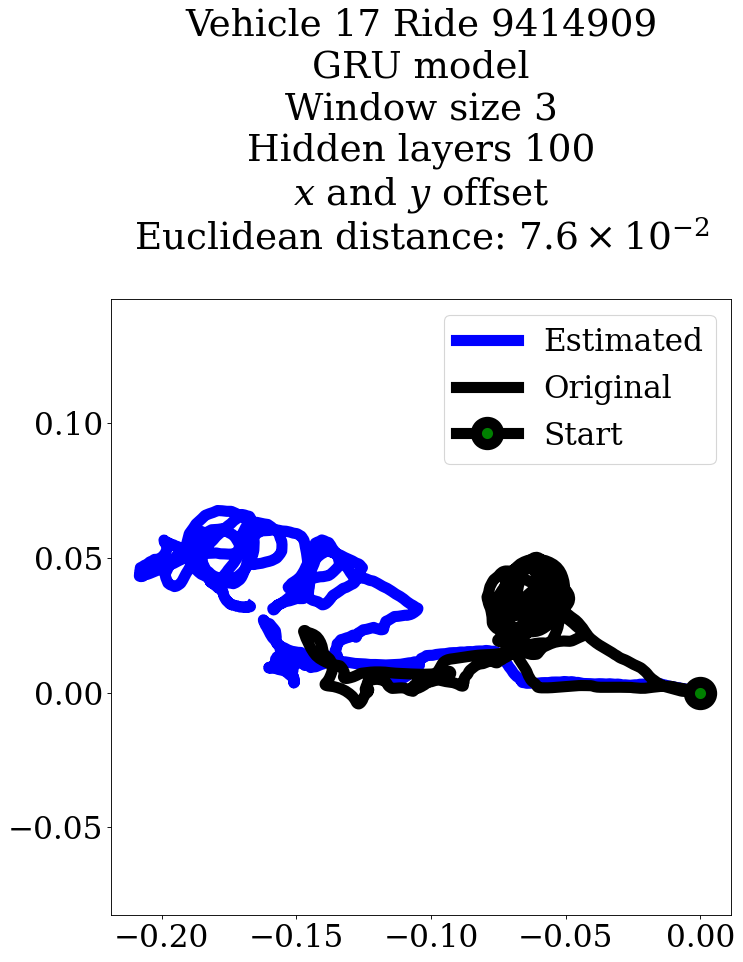 Vehicle 17 Ride 9414909
GRU model
Window size 3
Hidden layers 100
x and y offset
Euclidean distance: 7.6 × 10⁻²
Estimated
Original
Start
0.10
0.05
0.00
−0.05
−0.20 −0.15 −0.10 −0.05 0.00